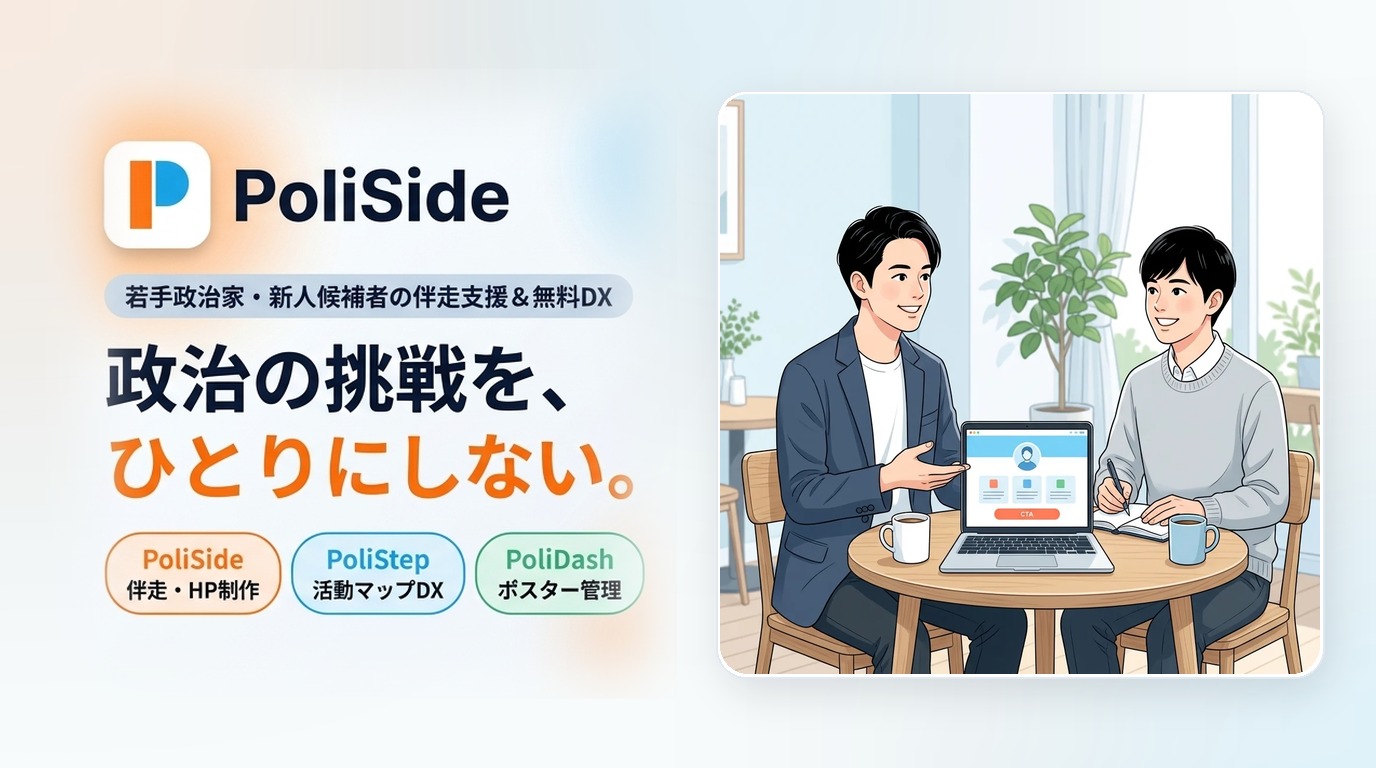 PoliSide
若手政治家・新人候補者の伴走支援＆無料DX
政治の挑戦を、
ひとりにしない。
PoliSide
伴走・HP制作
PoliStep
活動マップDX
PoliDash
ポスター管理
CTA